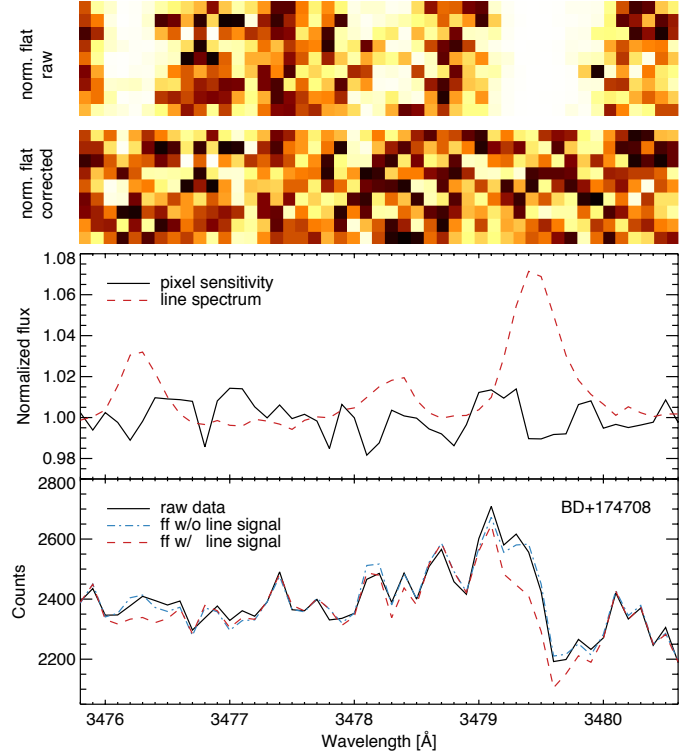 norm. flat
raw
norm. flat
corrected
1.08
1.06
1.04
1.02
1.00
0.98
Normalized flux
pixel sensitivity
line spectrum
2800
2600
2400
2200
Counts
raw data
ff w/o line signal
ff w/ line signal
BD+174708
3476 3477 3478 3479 3480
Wavelength [Å]